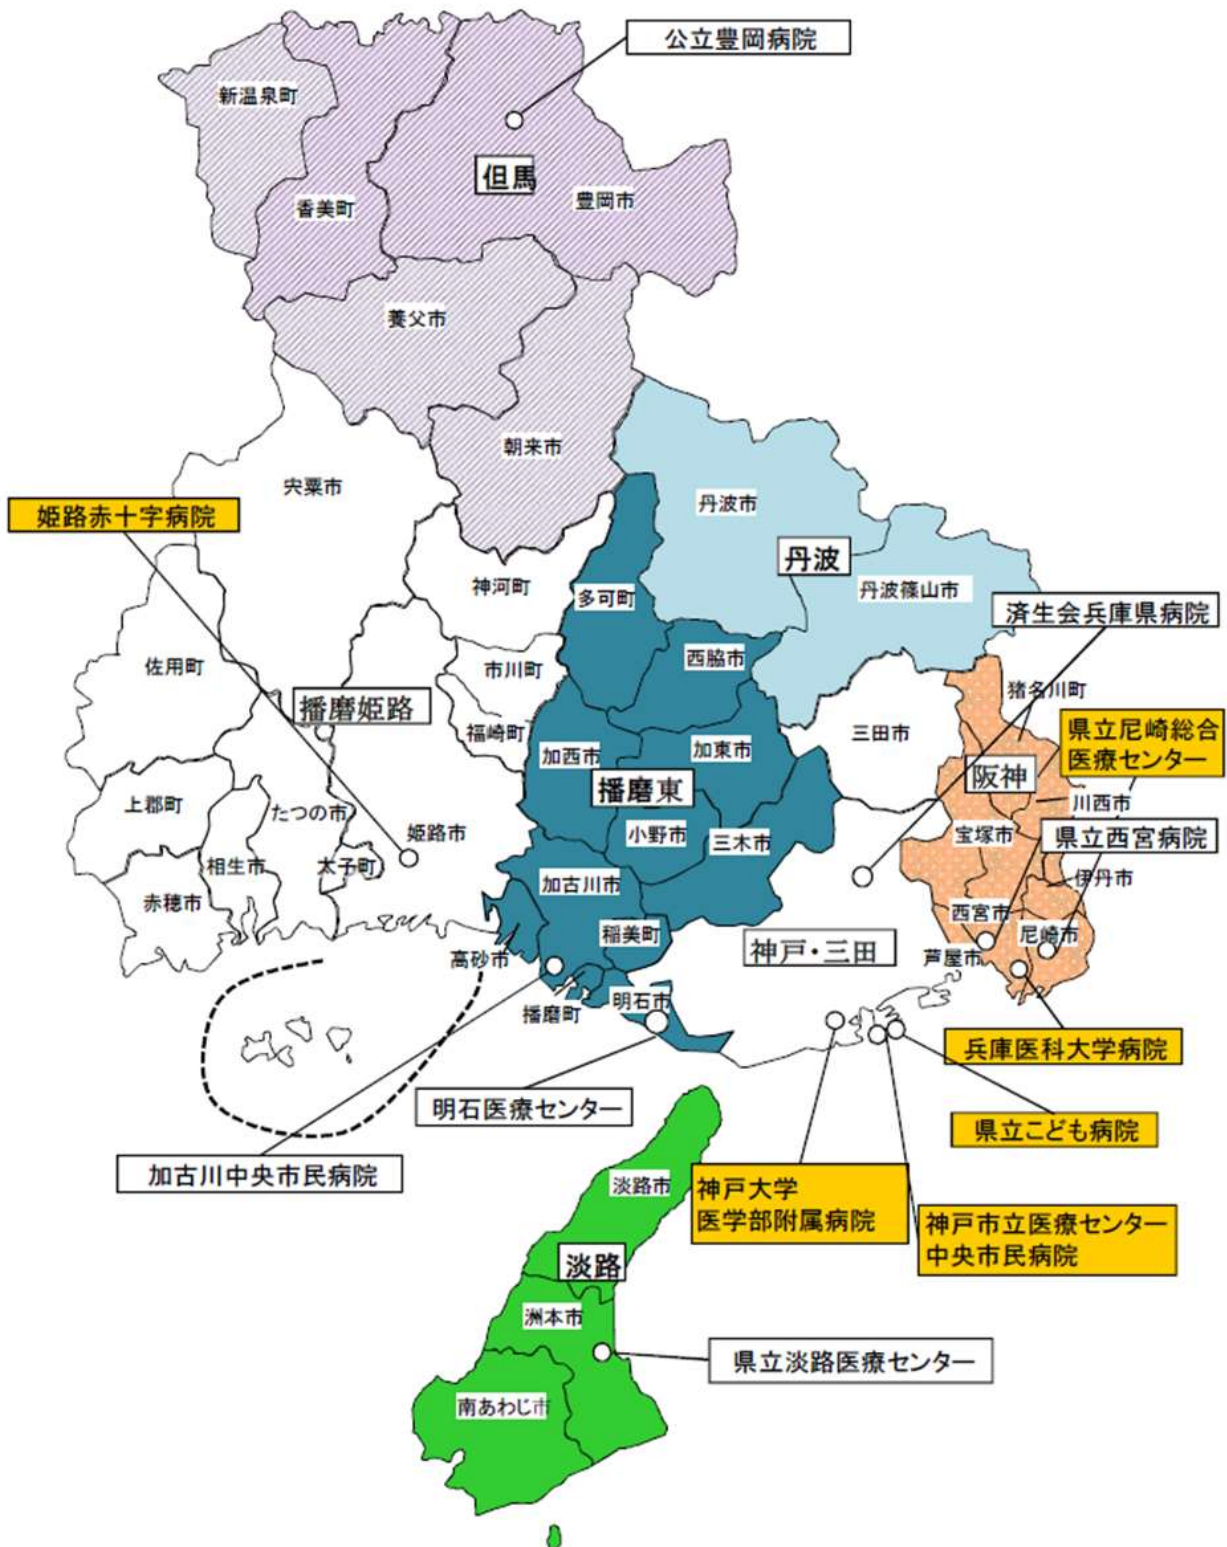 公立豊岡病院
新温泉町
但馬
香美町
豊岡市
養父市
朝来市
宍粟市
丹波市
姫路赤十字病院
丹波
神河町
多可町
丹波篠山市
済生会兵庫県病院
佐用町
市川町
西脇市
猪名川町
播磨姫路
福崎町
加西市
加東市
三田市
県立尼崎総合
医療センター
阪神
播磨東
上郡町
たつの市
姫路市
小野市
三木市
川西市
宝塚市
県立西宮病院
相生市
太子町
加古川市
伊丹市
赤穂市
西宮市
稲美町
尼崎市
神戸・三田
高砂市
芦屋市
明石市
播磨町
兵庫医科大学病院
明石医療センター
県立こども病院
加古川中央市民病院
淡路市
神戸大学
医学部附属病院
神戸市立医療センター
中央市民病院
淡路
洲本市
県立淡路医療センター
南あわじ市